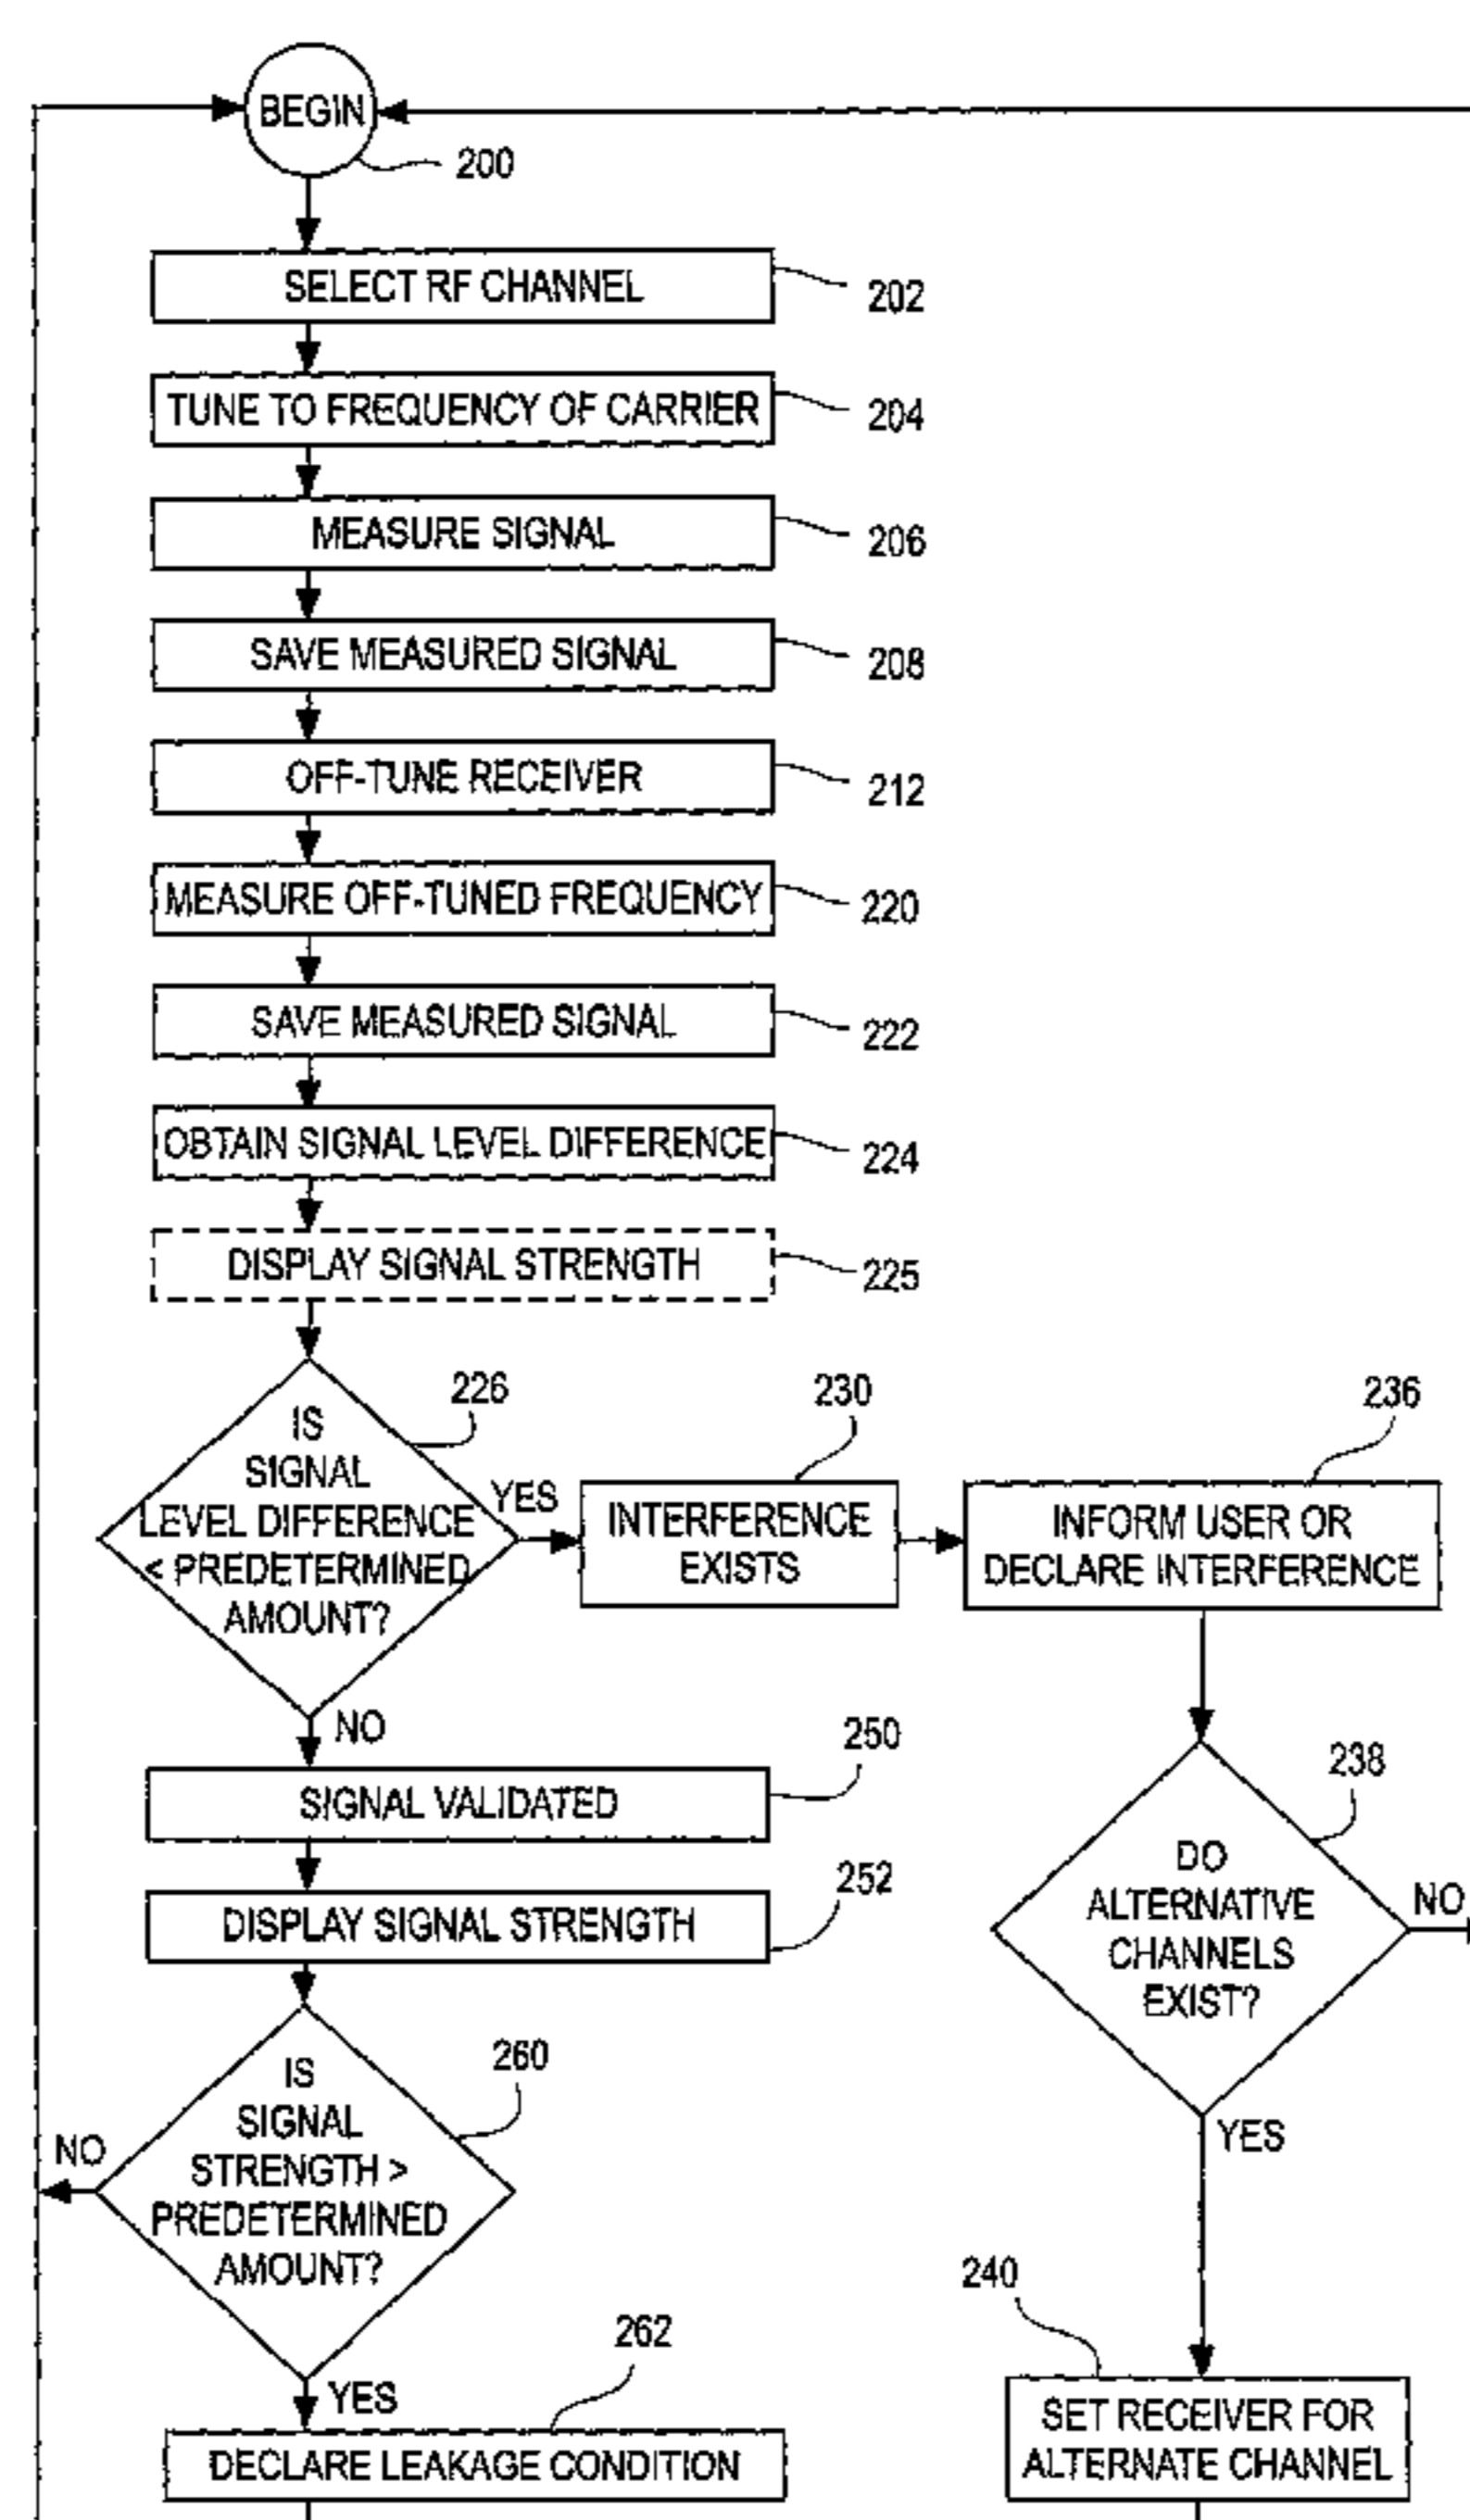 BEGIN
200
SELECT RF CHANNEL
202
TUNE TO FREQUENCY OF CARRIER
204
MEASURE SIGNAL
206
SAVE MEASURED SIGNAL
208
OFF-TUNE RECEIVER
212
MEASURE OFF-TUNED FREQUENCY
220
SAVE MEASURED SIGNAL
222
OBTAIN SIGNAL LEVEL DIFFERENCE
224
DISPLAY SIGNAL STRENGTH
225
226
IS
SIGNAL
LEVEL DIFFERENCE
< PREDETERMINED
AMOUNT?
YES
230
INTERFERENCE
EXISTS
236
INFORM USER OR
DECLARE INTERFERENCE
NO
250
SIGNAL VALIDATED
252
DISPLAY SIGNAL STRENGTH
238
DO
ALTERNATIVE
CHANNELS
EXIST?
NO
YES
260
IS
SIGNAL
STRENGTH >
PREDETERMINED
AMOUNT?
NO
YES
262
DECLARE LEAKAGE CONDITION
240
SET RECEIVER FOR
ALTERNATE CHANNEL